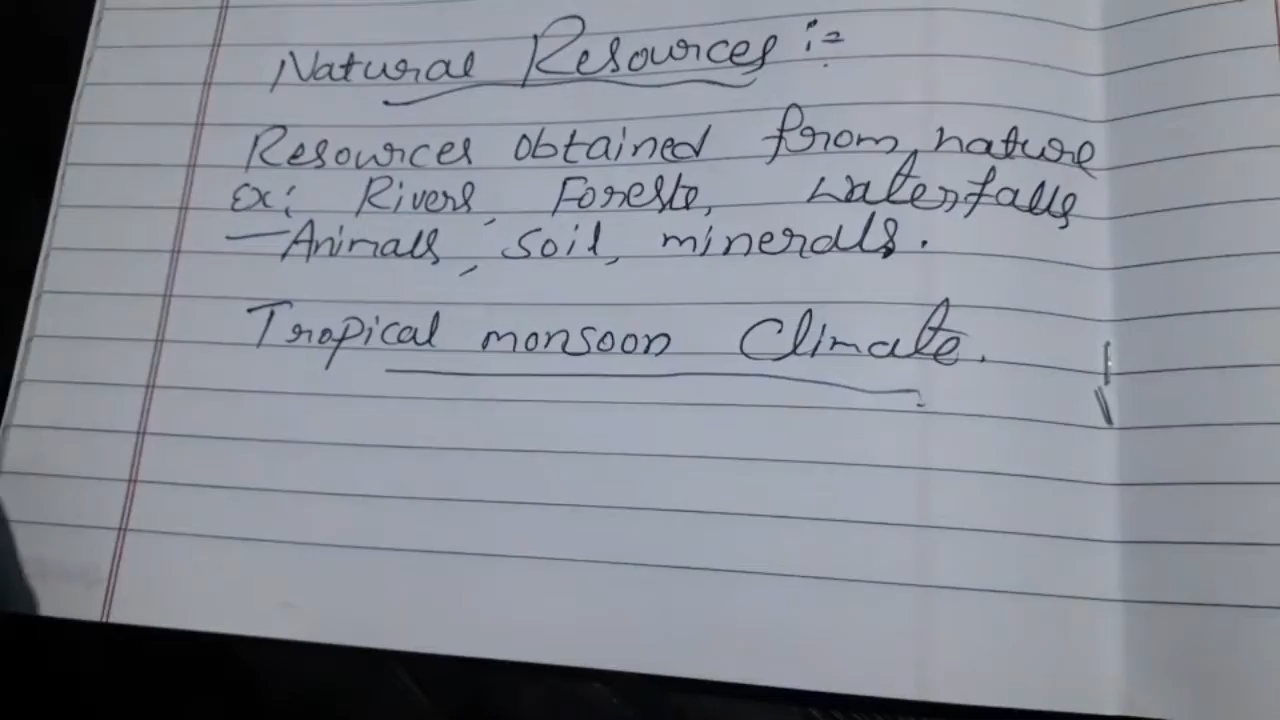 Natural Resources :=
Resources obtained from nature
ex: Rivers, Forests, Waterfalls
— Animals, Soil, minerals.
Tropical monsoon Climate.